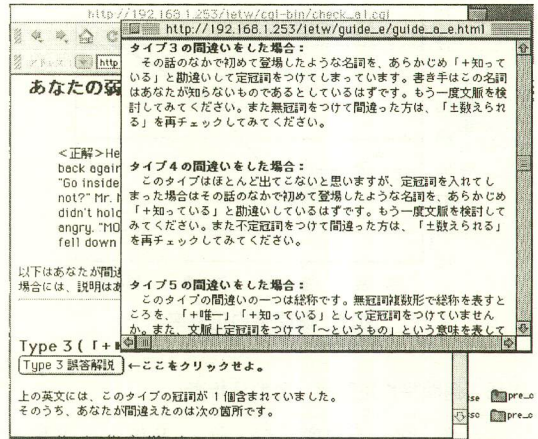 http://192.168.1.253/ietw/cgi-bin/check_a1.cgi
http://192.168.1.253/ietw/guide_e/guide_a_e.html
タイプ3の間違いをした場合:
その話のなかで初めて登場したような名詞を、あらかじめ「+知って
いる」と勘違いして定冠詞をつけてしまっています。書き手はこの名詞
はあなたが知らないものであるとしているはずです。もう一度文脈を検
討してみてください。また無冠詞をつけて間違った方は、「±数えられ
る」を再チェックしてみてください。
タイプ4の間違いをした場合:
このタイプはほとんど出てこないと思いますが、定冠詞を入れてし
まった場合はその話のなかで初めて登場したような名詞を、あらかじめ
「+知っている」と勘違いしているはずです。もう一度文脈を検討して
みてください。また不定冠詞をつけて間違った方は、「±数えられる」
を再チェックしてみてください。
タイプ5の間違いをした場合:
このタイプの間違いの一つは総称です。無冠詞複数形で総称を表すと
ころを、「+唯一」「+知っている」として定冠詞をつけていません
か。また、文脈上定冠詞をつけて「~というもの」という意味を表して
http
あなたの弱
<正解>He
back again
"Go inside
not?" Mr.
didn't hold
angry. "MO
fell down
以下はあなたが間違
場合には、説明はあ
Type 3(「+
Type 3 誤答解説 ←ここをクリックせよ。
上の英文には、このタイプの冠詞が 1 個含まれていました。
そのうち、あなたが間違えたのは次の箇所です。
pre_c
pre_c